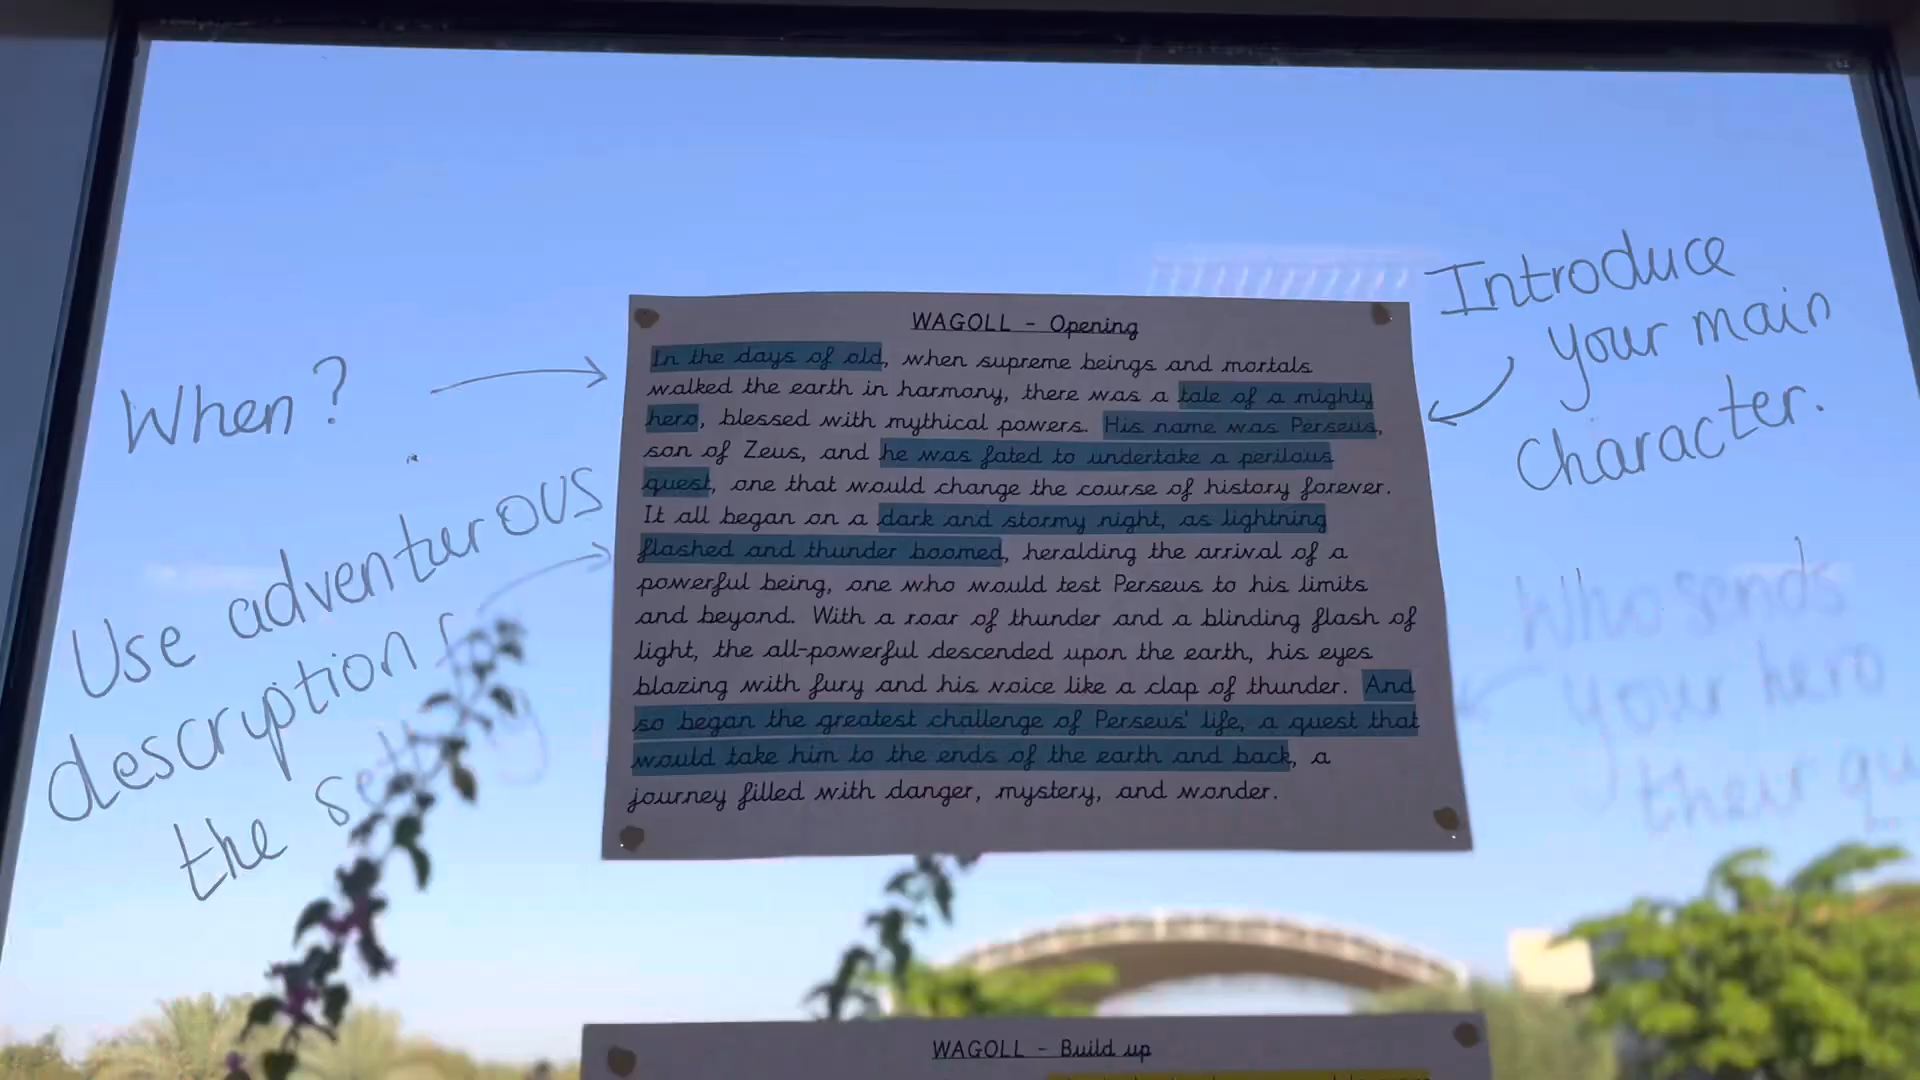 WAGOLL - Opening
In the days of old, when supreme beings and mortals
walked the earth in harmony, there was a tale of a mighty
hero, blessed with mythical powers. His name was Perseus,
son of Zeus, and he was fated to undertake a perilous
quest, one that would change the course of history forever.
It all began on a dark and stormy night, as lightning
flashed and thunder boomed, heralding the arrival of a
powerful being, one who would test Perseus to his limits
and beyond. With a roar of thunder and a blinding flash of
light, the all-powerful descended upon the earth, his eyes
blazing with fury and his voice like a clap of thunder. And
so began the greatest challenge of Perseus' life, a quest that
would take him to the ends of the earth and back, a
journey filled with danger, mystery, and wonder.
When?
Use adventurous
description
the
Introduce
your main
character.
Who sends
your hero
their
WAGOLL - Build up